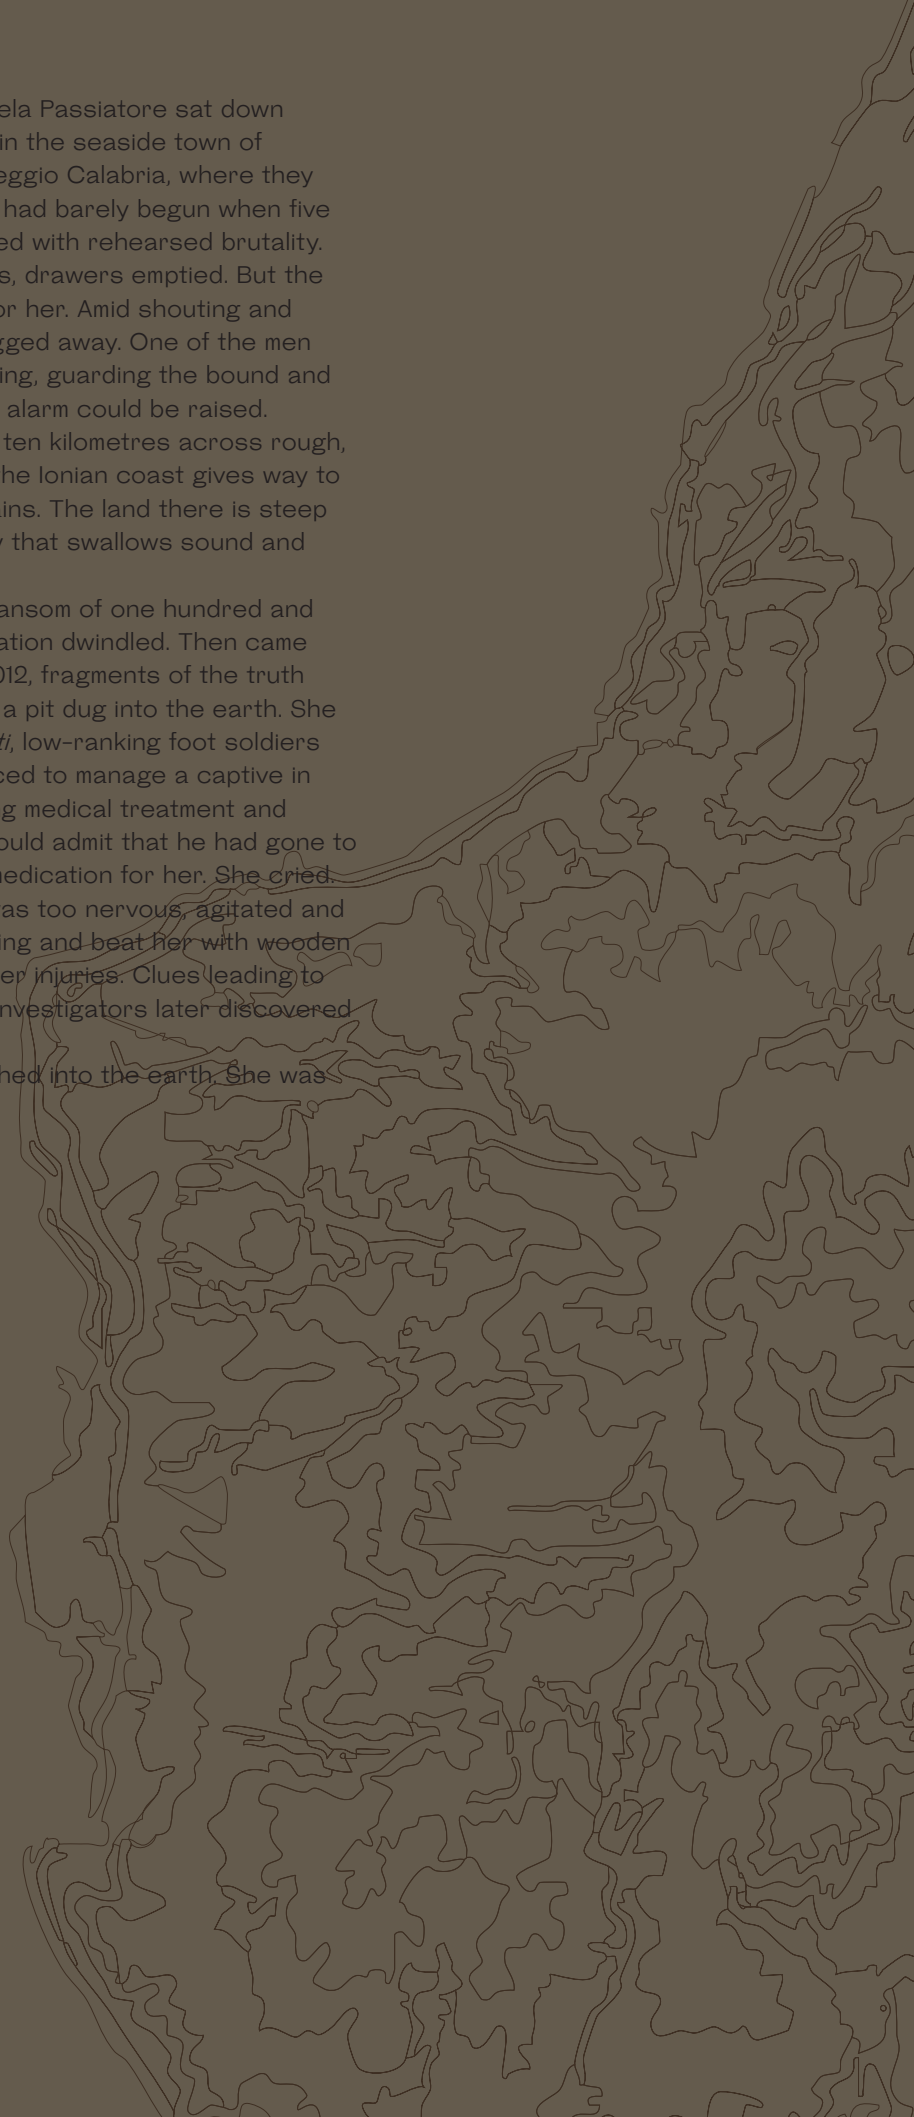 ela Passiatore sat down
in the seaside town of
eggio Calabria, where they
had barely begun when five
ed with rehearsed brutality.
s, drawers emptied. But the
or her. Amid shouting and
gged away. One of the men
ing, guarding the bound and
alarm could be raised.
ten kilometres across rough,
he Ionian coast gives way to
ains. The land there is steep
y that swallows sound and
ansom of one hundred and
ation dwindled. Then came
012, fragments of the truth
a pit dug into the earth. She
ti, low-ranking foot soldiers
ced to manage a captive in
ng medical treatment and
ould admit that he had gone to
medication for her. She cried.
as too nervous, agitated and
ing and beat her with wooden
er injuries. Clues leading to
nvestigators later discovered
hed into the earth. She was